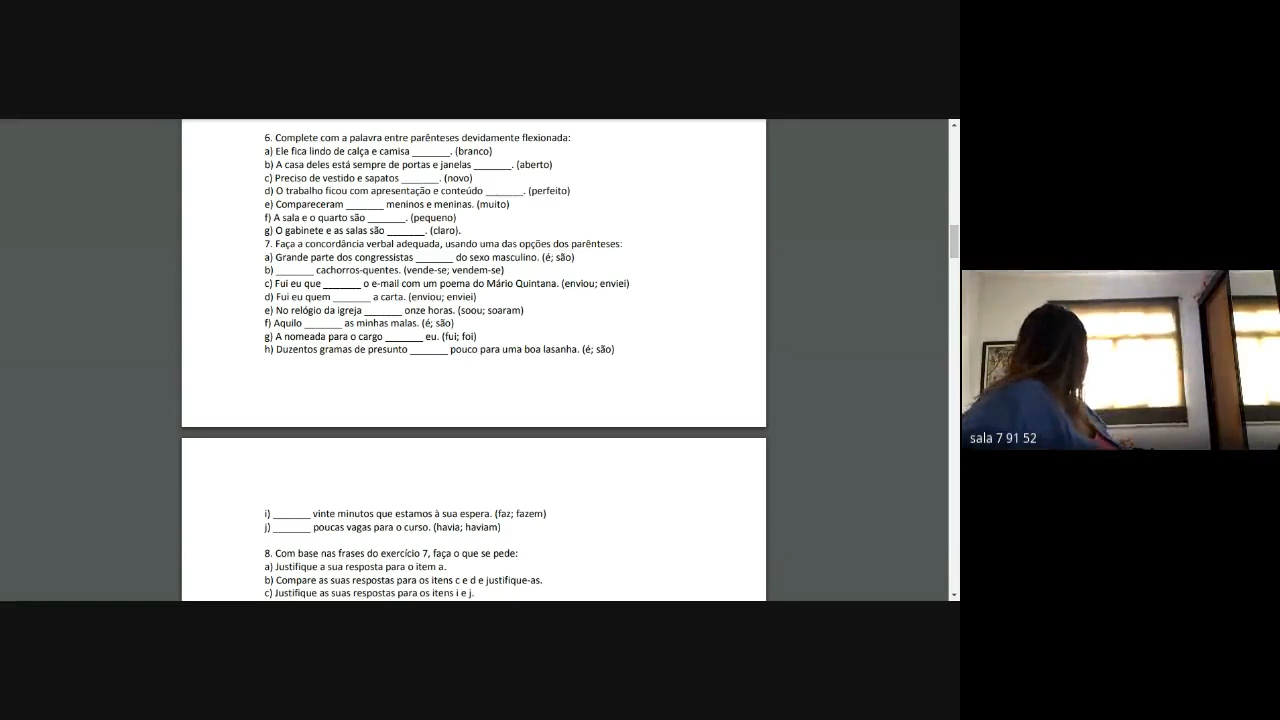 6. Complete com a palavra entre parênteses devidamente flexionada:
a) Ele fica lindo de calça e camisa _______. (branco)
b) A casa deles está sempre de portas e janelas _______. (aberto)
c) Preciso de vestido e sapatos _______. (novo)
d) O trabalho ficou com apresentação e conteúdo _______. (perfeito)
e) Compareceram _______ meninos e meninas. (muito)
f) A sala e o quarto são _______. (pequeno)
g) O gabinete e as salas são _______. (claro).
7. Faça a concordância verbal adequada, usando uma das opções dos parênteses:
a) Grande parte dos congressistas _______ do sexo masculino. (é; são)
b) _______ cachorros-quentes. (vende-se; vendem-se)
c) Fui eu que _______ o e-mail com um poema do Mário Quintana. (enviou; enviei)
d) Fui eu quem _______ a carta. (enviou; enviei)
e) No relógio da igreja _______ onze horas. (soou; soaram)
f) Aquilo _______ as minhas malas. (é; são)
g) A nomeada para o cargo _______ eu. (fui; foi)
h) Duzentos gramas de presunto _______ pouco para uma boa lasanha. (é; são)
i) _______ vinte minutos que estamos à sua espera. (faz; fazem)
j) _______ poucas vagas para o curso. (havia; haviam)
8. Com base nas frases do exercício 7, faça o que se pede:
a) Justifique a sua resposta para o item a.
b) Compare as suas respostas para os itens c e d e justifique-as.
c) Justifique as suas respostas para os itens i e j.
sala 7 91 52